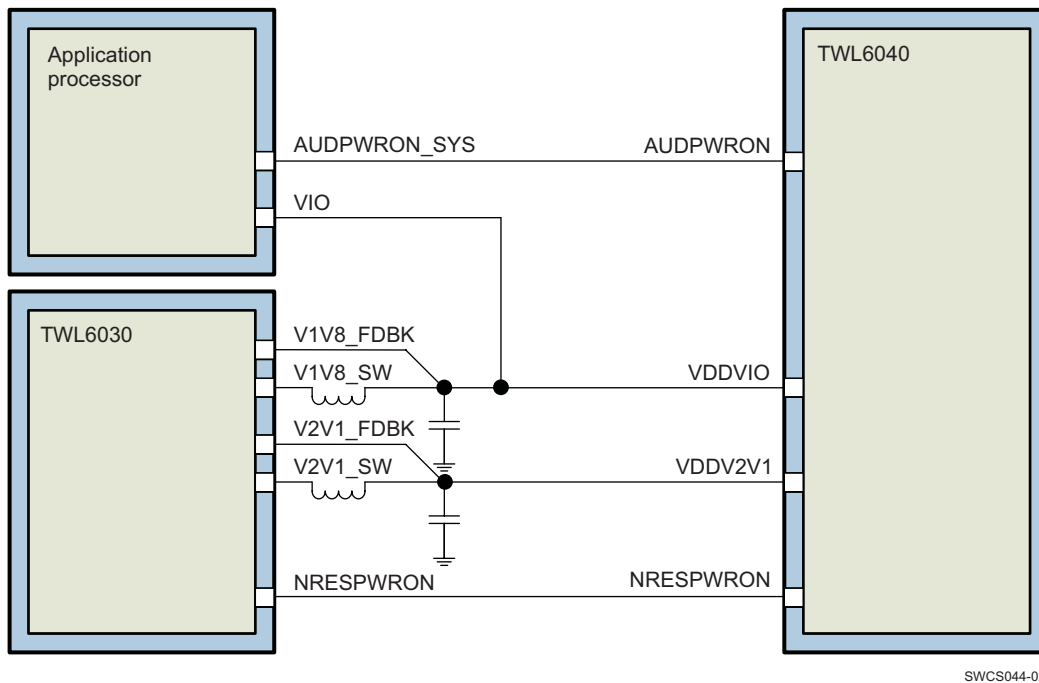 Application
processor
TWL6040
AUDPWRON_SYS
AUDPWRON
VIO
TWL6030
V1V8_FDBK
V1V8_SW
VDDVIO
V2V1_FDBK
V2V1_SW
VDDV2V1
NRESPWRON
NRESPWRON
SWCS044-0